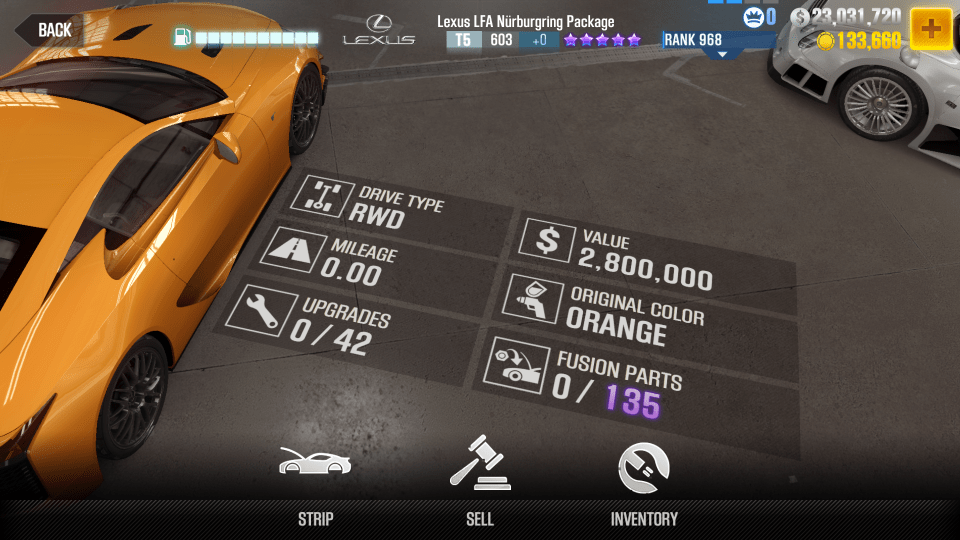 BACK
LEXUS
Lexus LFA Nürburgring Package
T5 603 +0
RANK 968
0
$ 23,031,720
133,660
DRIVE TYPE
RWD
MILEAGE
0.00
UPGRADES
0 / 42
$ VALUE
2,800,000
ORIGINAL COLOR
ORANGE
FUSION PARTS
0 / 135
STRIP
SELL
INVENTORY